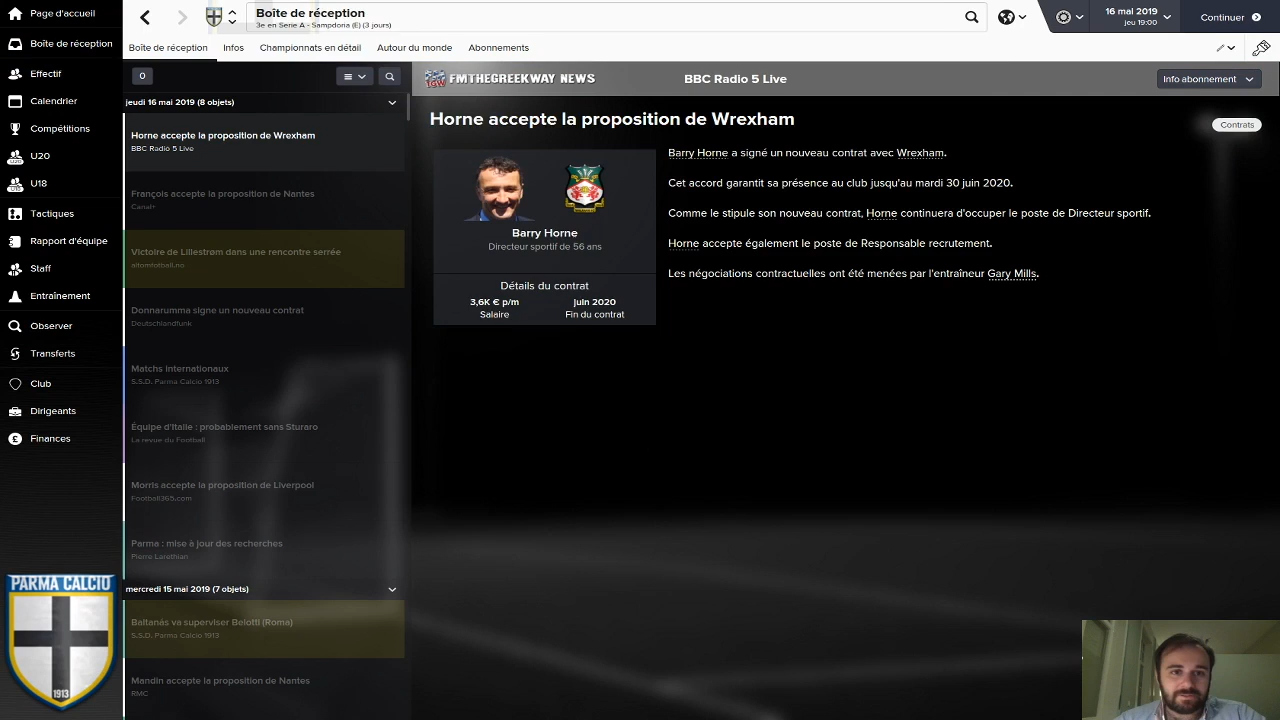 Page d'accueil
Boîte de réception
Effectif
Calendrier
Compétitions
U20
U20
U18
U18
Tactiques
Rapport d'équipe
Staff
Entraînement
Observer
Transferts
Club
Dirigeants
Finances
PARMA CALCIO
1913
Boîte de réception
3e en Serie A - Sampdoria (E) (3 jours)
16 mai 2019
jeu 19:00
Continuer
Boîte de réception
Infos
Championnats en détail
Autour du monde
Abonnements
0
jeudi 16 mai 2019 (8 objets)
Horne accepte la proposition de Wrexham
BBC Radio 5 Live
François accepte la proposition de Nantes
Canal+
Victoire de Lillestrøm dans une rencontre serrée
altomfotball.no
Donnarumma signe un nouveau contrat
Deutschlandfunk
Matchs internationaux
S.S.D. Parma Calcio 1913
Équipe d'Italie : probablement sans Sturaro
La revue du Football
Morris accepte la proposition de Liverpool
Football365.com
Parma : mise à jour des recherches
Pierre Larethian
mercredi 15 mai 2019 (7 objets)
Baltanás va superviser Belotti (Roma)
S.S.D. Parma Calcio 1913
Mandin accepte la proposition de Nantes
RMC
FMTHEGREEKWAY NEWS
BBC Radio 5 Live
Info abonnement
Horne accepte la proposition de Wrexham
Contrats
Barry Horne
Directeur sportif de 56 ans
Détails du contrat
3,6K € p/m
juin 2020
Salaire
Fin du contrat
Barry Horne a signé un nouveau contrat avec Wrexham.
Cet accord garantit sa présence au club jusqu'au mardi 30 juin 2020.
Comme le stipule son nouveau contrat, Horne continuera d'occuper le poste de Directeur sportif.
Horne accepte également le poste de Responsable recrutement.
Les négociations contractuelles ont été menées par l'entraîneur Gary Mills.